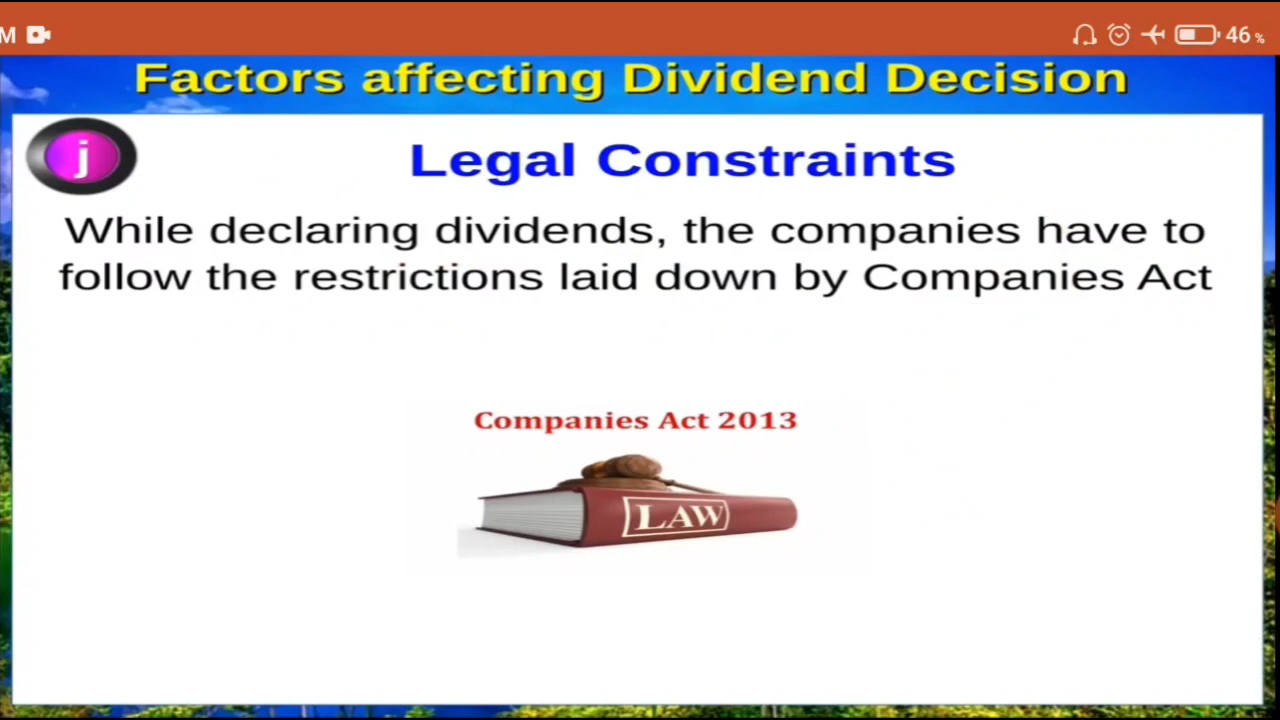 M
46%
Factors affecting Dividend Decision
j
Legal Constraints
While declaring dividends, the companies have to
follow the restrictions laid down by Companies Act
Companies Act 2013
LAW